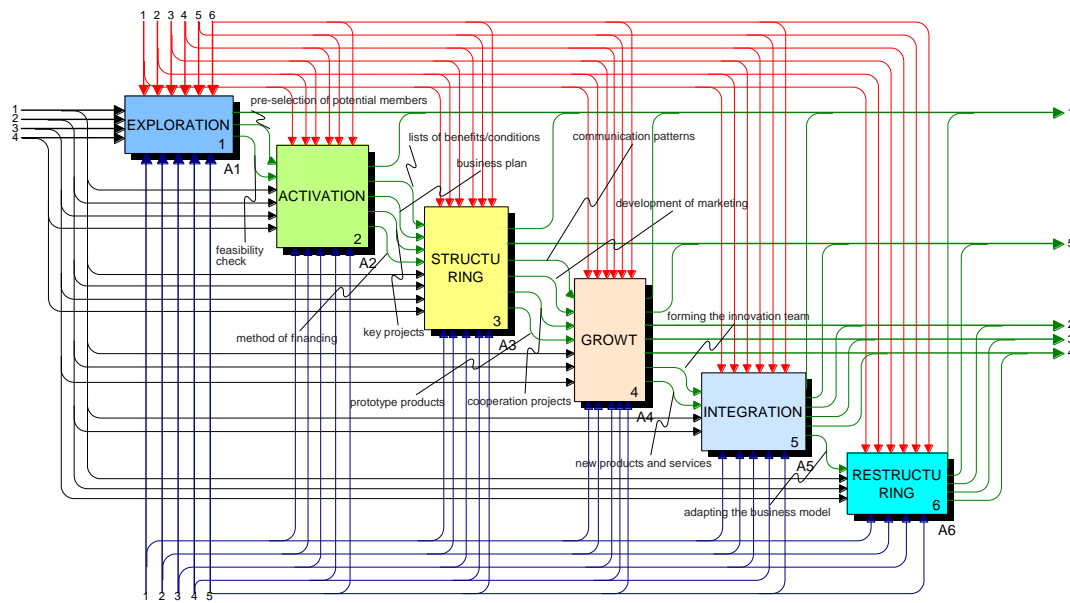 1 2 3 4 5 6
1
2
3
4
pre-selection of potential members
EXPLORATION
1
A1
communication patterns
lists of benefits/conditions
business plan
ACTIVATION
2
A2
feasibility
check
development of marketing
STRUCTU
RING
3
A3
5
method of financing
key projects
forming the innovation team
2
3
GROWT
4
A4
prototype products
cooperation projects
INTEGRATION
5
A5
new products and services
RESTRUCTU
RING
6
A6
adapting the business model
1 2 3 4 5